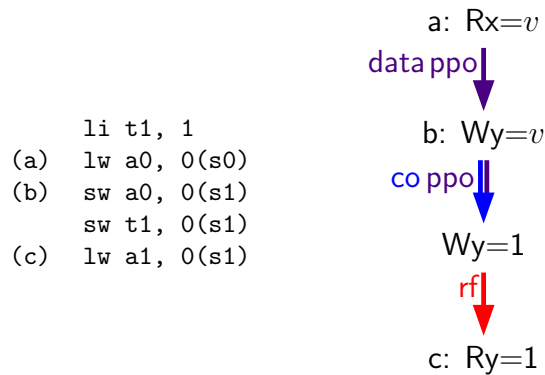 li t1, 1
(a) lw a0, 0(s0)
(b) sw a0, 0(s1)
sw t1, 0(s1)
(c) lw a1, 0(s1)
a: Rx=v
data ppo
b: Wy=v
co ppo
Wy=1
rf
c: Ry=1